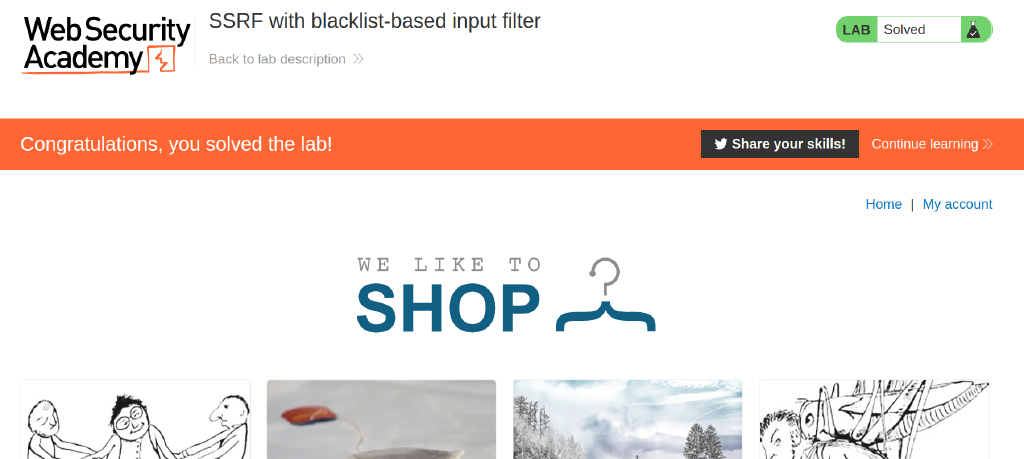 Web Security
Academy
SSRF with blacklist-based input filter
Back to lab description
LAB Solved
Congratulations, you solved the lab!
Share your skills! Continue learning
Home | My account
WE LIKE TO
SHOP